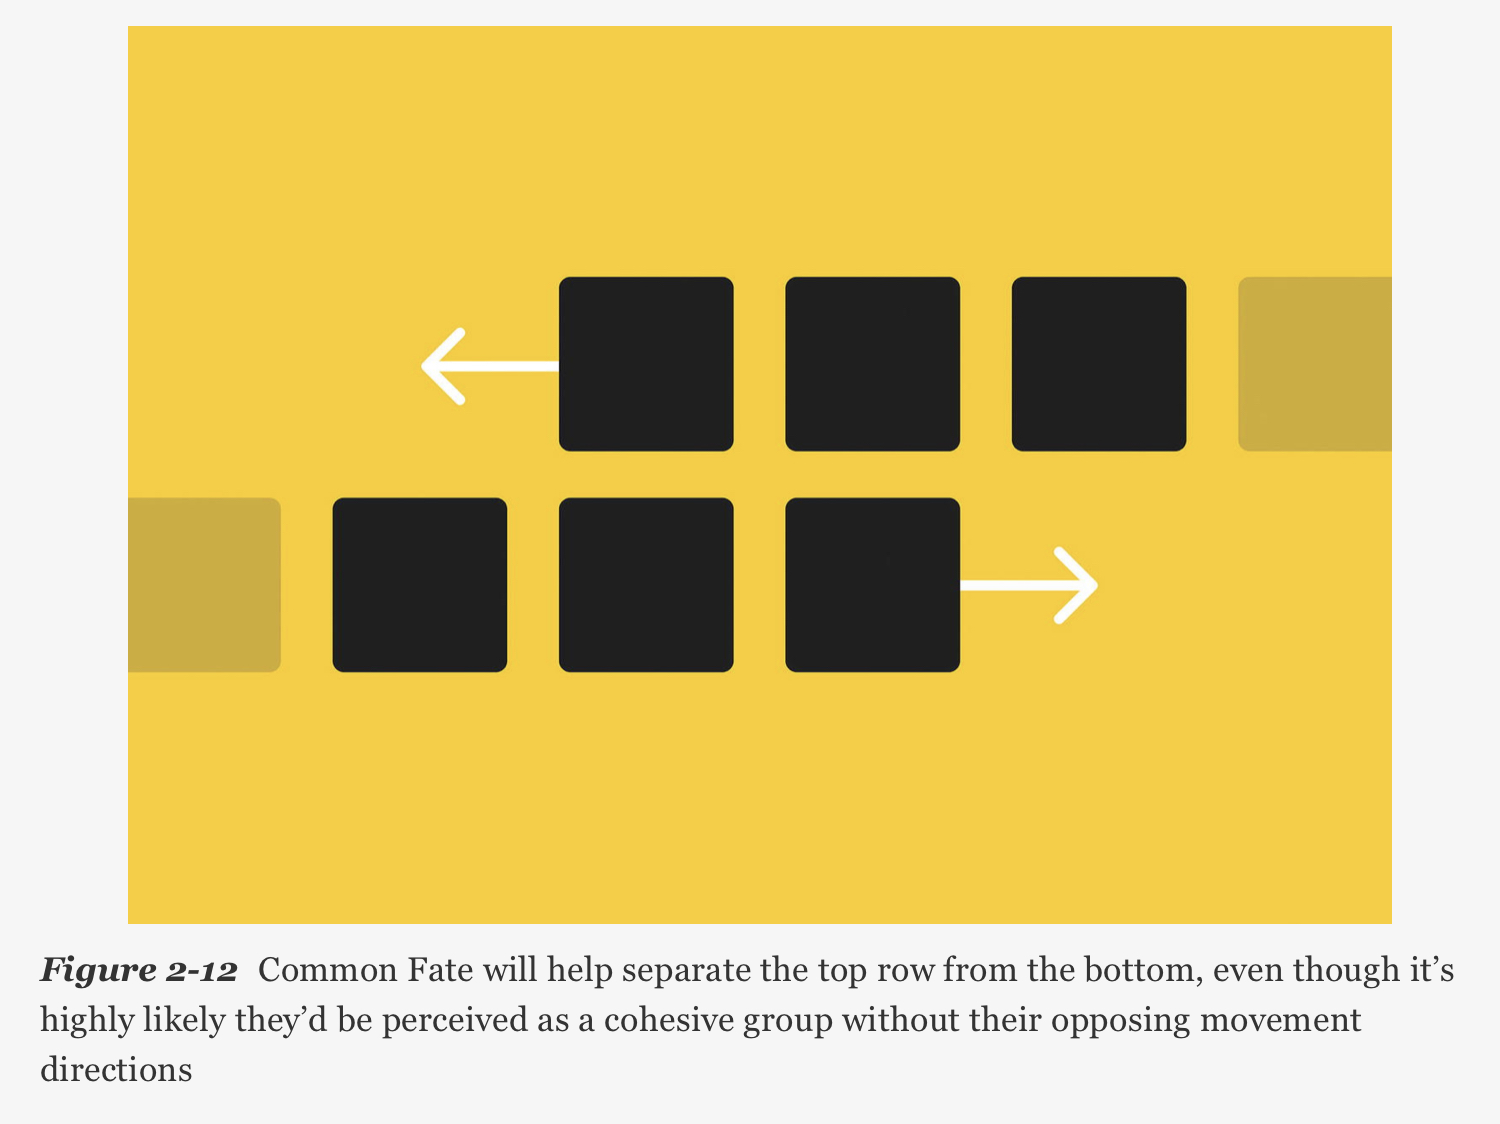 Figure 2-12 Common Fate will help separate the top row from the bottom, even though it’s
highly likely they’d be perceived as a cohesive group without their opposing movement
directions